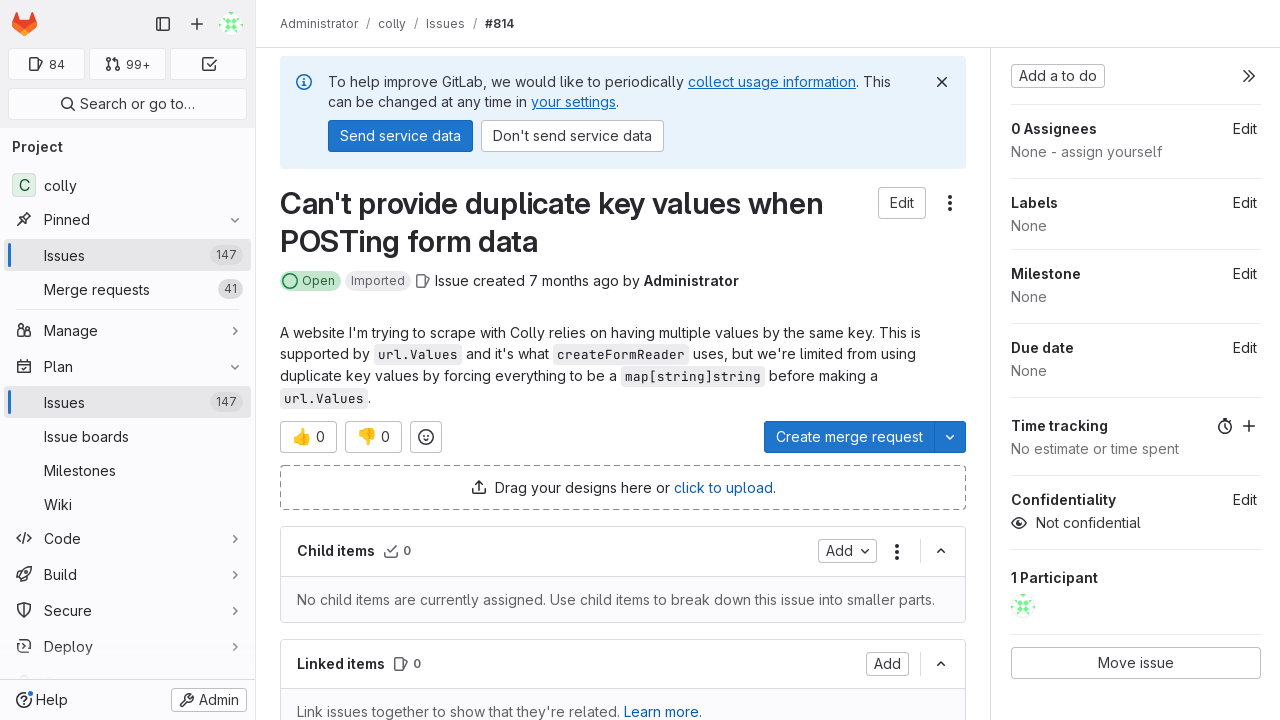 Administrator / colly / Issues / #814
84
99+
Search or go to…
Project
C colly
Pinned
Issues 147
Merge requests 41
Manage
Plan
Issues 147
Issue boards
Milestones
Wiki
Code
Build
Secure
Deploy
Help
Admin
To help improve GitLab, we would like to periodically collect usage information. This
can be changed at any time in your settings.
Send service data
Don't send service data
Can't provide duplicate key values when
POSTing form data
Edit
Open Imported Issue created 7 months ago by Administrator
A website I'm trying to scrape with Colly relies on having multiple values by the same key. This is
supported by url.Values and it's what createFormReader uses, but we're limited from using
duplicate key values by forcing everything to be a map[string]string before making a
url.Values.
👍 0
👎 0
Create merge request
Drag your designs here or click to upload.
Child items 0
Add
No child items are currently assigned. Use child items to break down this issue into smaller parts.
Linked items 0
Add
Link issues together to show that they're related. Learn more.
Add a to do
0 Assignees
Edit
None - assign yourself
Labels
Edit
None
Milestone
Edit
None
Due date
Edit
None
Time tracking
No estimate or time spent
Confidentiality
Edit
Not confidential
1 Participant
Move issue